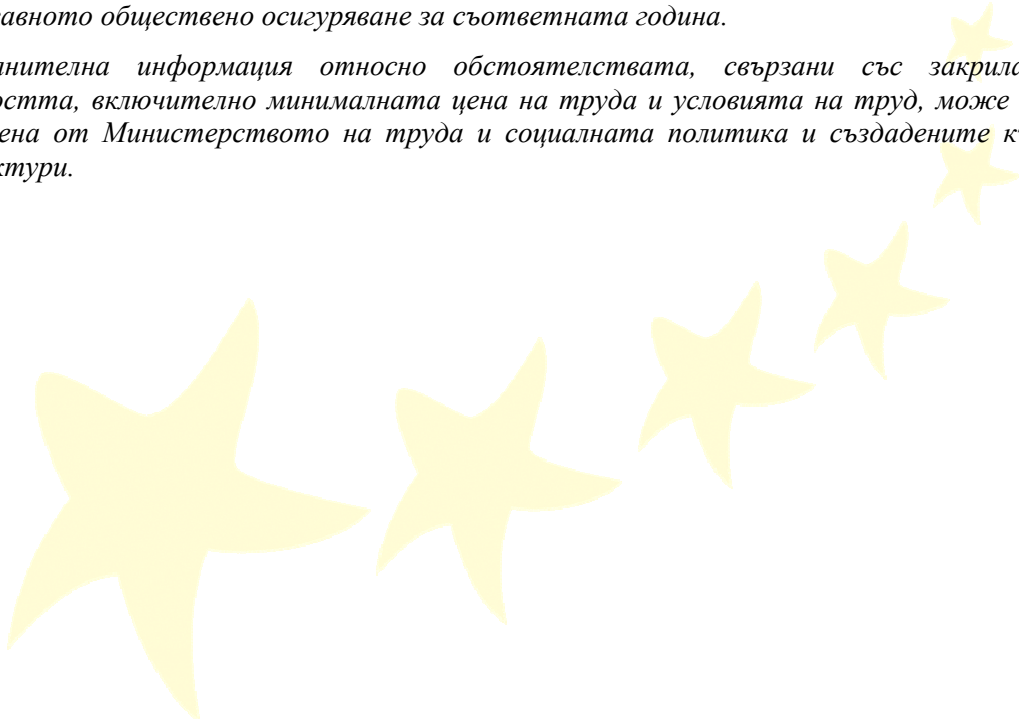 авното обществено осигуряване за съответната година.
лнителна информация относно обстоятелствата, свързани със закрила
остта, включително минималната цена на труда и условията на труд, може
ена от Министерството на труда и социалната политика и създадените к
ктури.